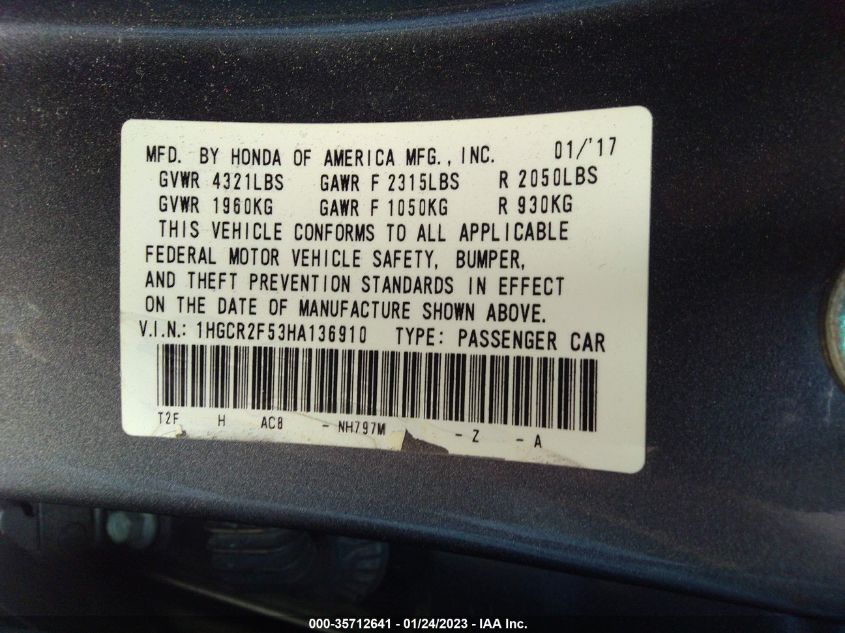 MFD. BY HONDA OF AMERICA MFG., INC. 01/'17
GVWR 4321LBS GAWR F 2315LBS R 2050LBS
GVWR 1960KG GAWR F 1050KG R 930KG
THIS VEHICLE CONFORMS TO ALL APPLICABLE
FEDERAL MOTOR VEHICLE SAFETY, BUMPER,
AND THEFT PREVENTION STANDARDS IN EFFECT
ON THE DATE OF MANUFACTURE SHOWN ABOVE.
V.I.N.: 1HGCR2F53HA136910 TYPE: PASSENGER CAR
T2F H AC8 - NH797M - Z - A
000-35712641 - 01/24/2023 - IAA Inc.